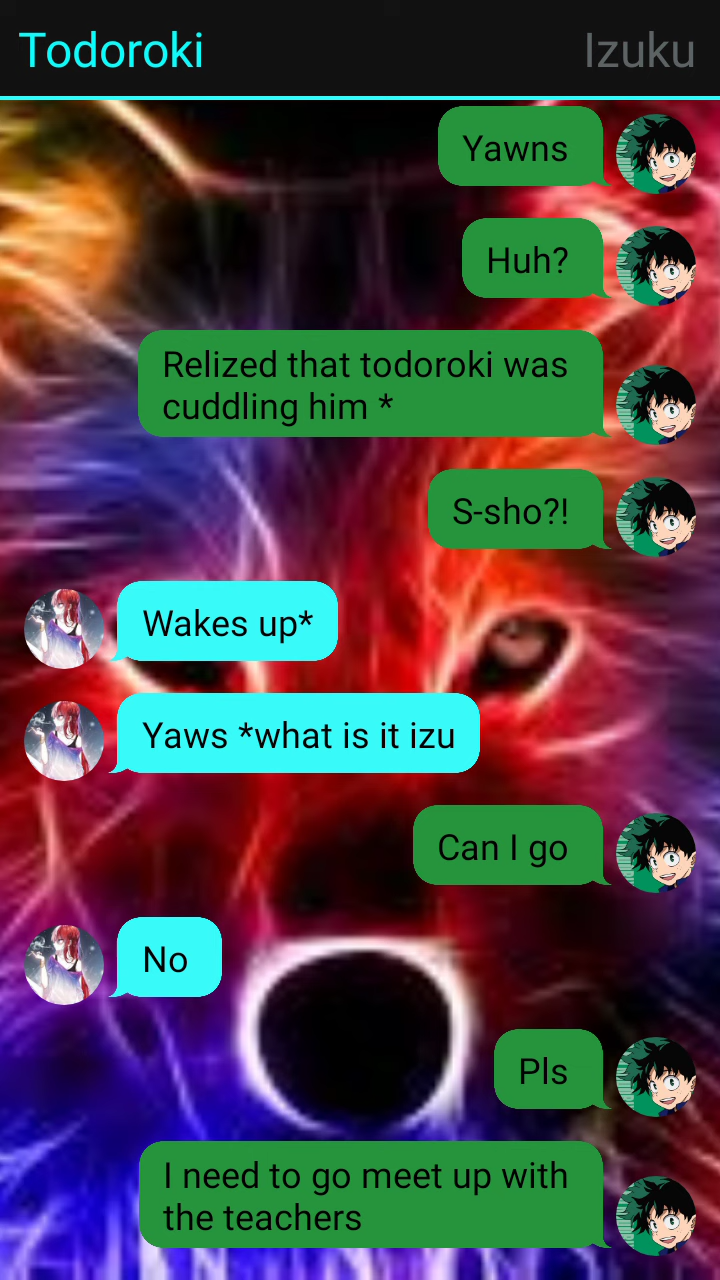 Todoroki
Izuku
Yawns
Huh?
Relized that todoroki was
cuddling him *
S-sho?!
Wakes up*
Yaws *what is it izu
Can I go
No
Pls
I need to go meet up with
the teachers